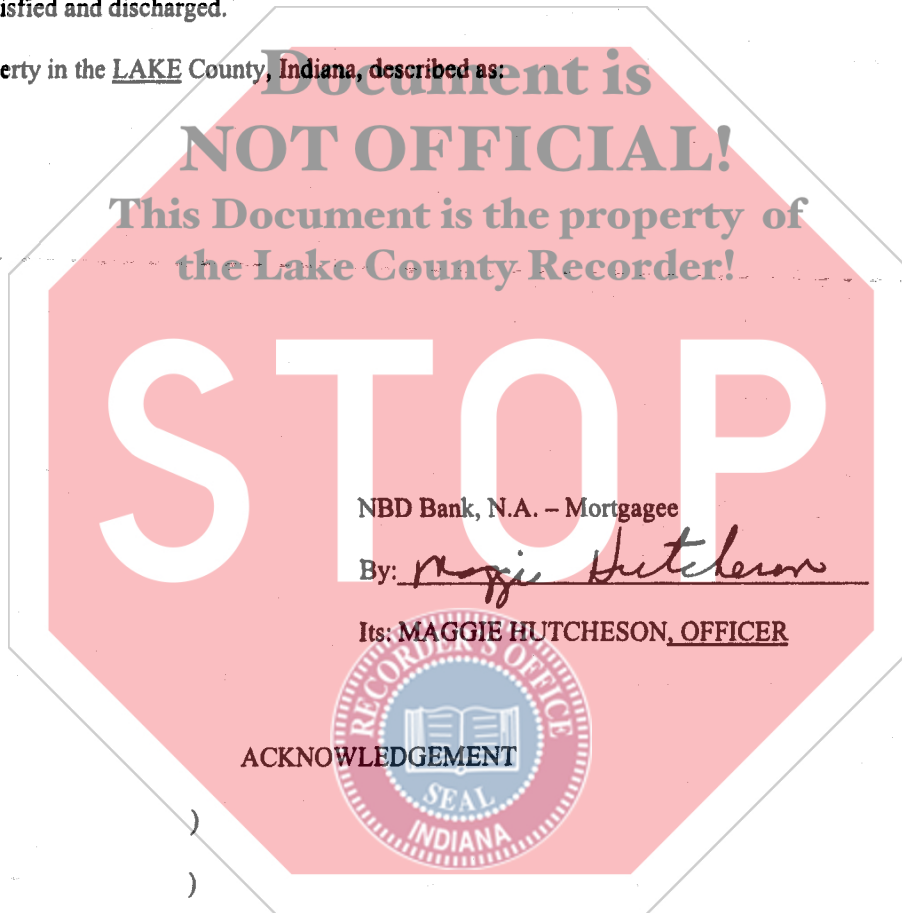 isfied and discharged.
erty in the LAKE County, Indiana, described as:
Document is
NOT OFFICIAL!
This Document is the property of
the Lake County Recorder!
STOP
NBD Bank, N.A. – Mortgagee
By: Maggie Hutcheson
Its: MAGGIE HUTCHESON, OFFICER
RECORDER'S OFFICE
SEAL
INDIANA
ACKNOWLEDGEMENT
)
)